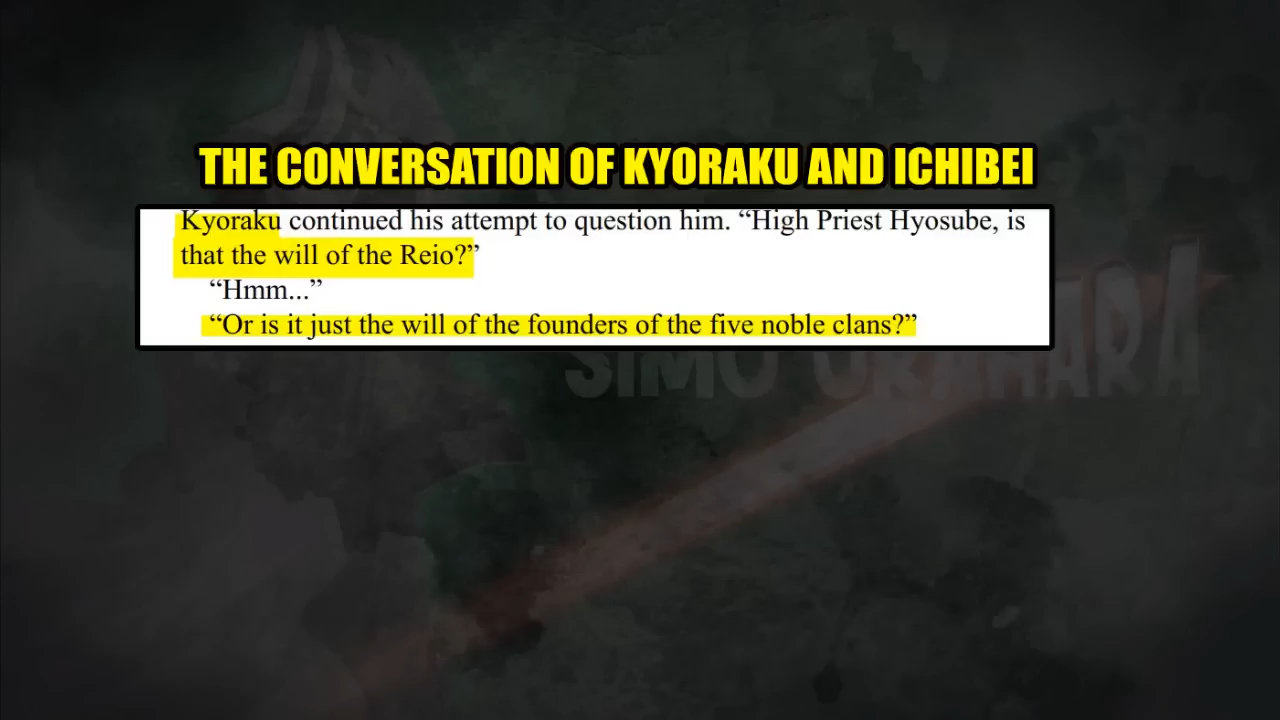 THE CONVERSATION OF KYORAKU AND ICHIBEI
Kyoraku continued his attempt to question him. “High Priest Hyosube, is
that the will of the Reio?”
“Hmm...”
“Or is it just the will of the founders of the five noble clans?”
SIMO URAHARA